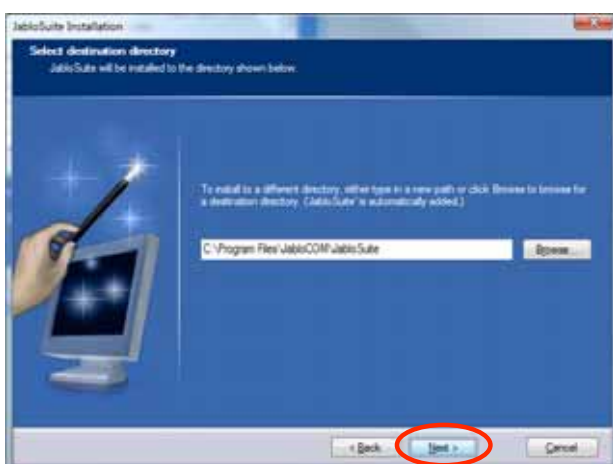 JabloSuite Installation
Select destination directory
JabloSuite will be installed to the directory shown below.
To install to a different directory, either type in a new path or click Browse to browse for
a destination directory. ('JabloSuite' is automatically added.)
C:\Program Files\JabloCOM\JabloSuite
Browse...
< Back
Next >
Cancel